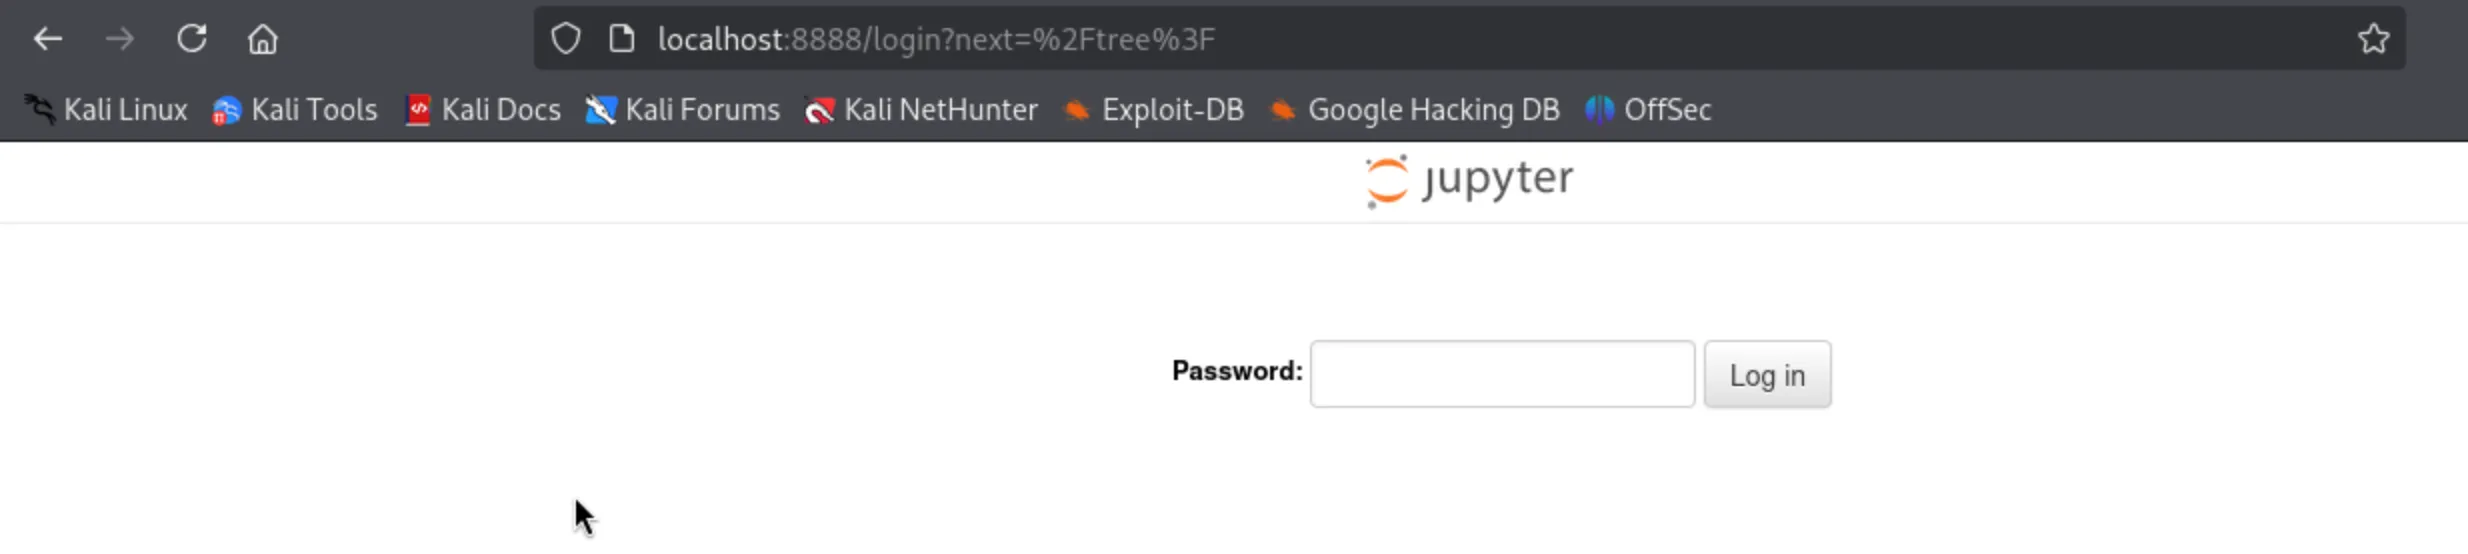 localhost:8888/login?next=%2Ftree%3F
Kali Linux Kali Tools Kali Docs Kali Forums Kali NetHunter Exploit-DB Google Hacking DB OffSec
jupyter
Password: Log in